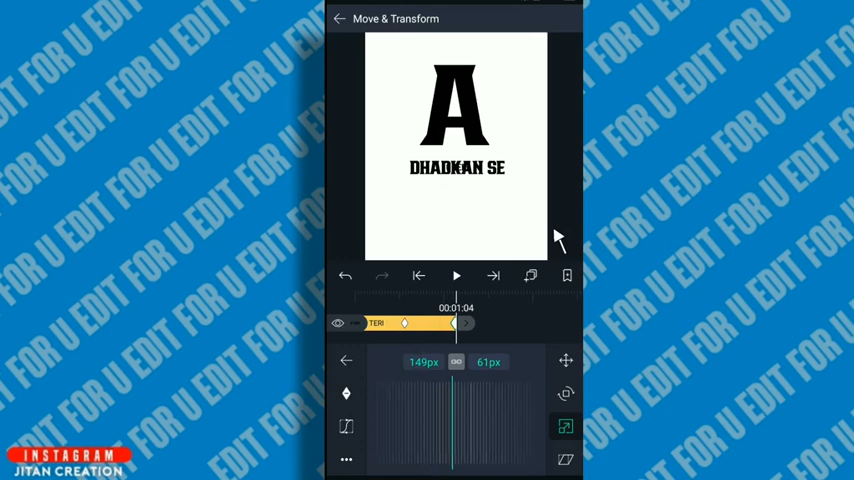 Move & Transform
A
DHADKAN SE
00:01:04
TERI
149px 61px
EDIT FOR U EDIT FOR U EDIT FOR U
INSTAGRAM
JITAN CREATION